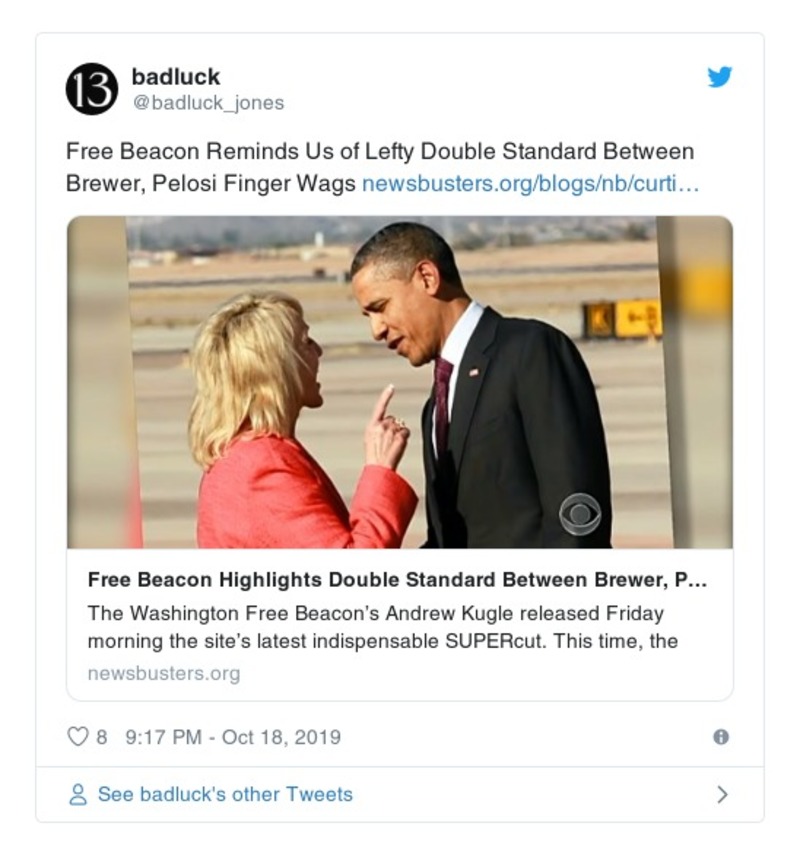 13
badluck
@badluck_jones
Free Beacon Reminds Us of Lefty Double Standard Between
Brewer, Pelosi Finger Wags newsbusters.org/blogs/nb/curti…
Free Beacon Highlights Double Standard Between Brewer, P…
The Washington Free Beacon's Andrew Kugle released Friday
morning the site's latest indispensable SUPERcut. This time, the
newsbusters.org
8 9:17 PM - Oct 18, 2019
See badluck's other Tweets